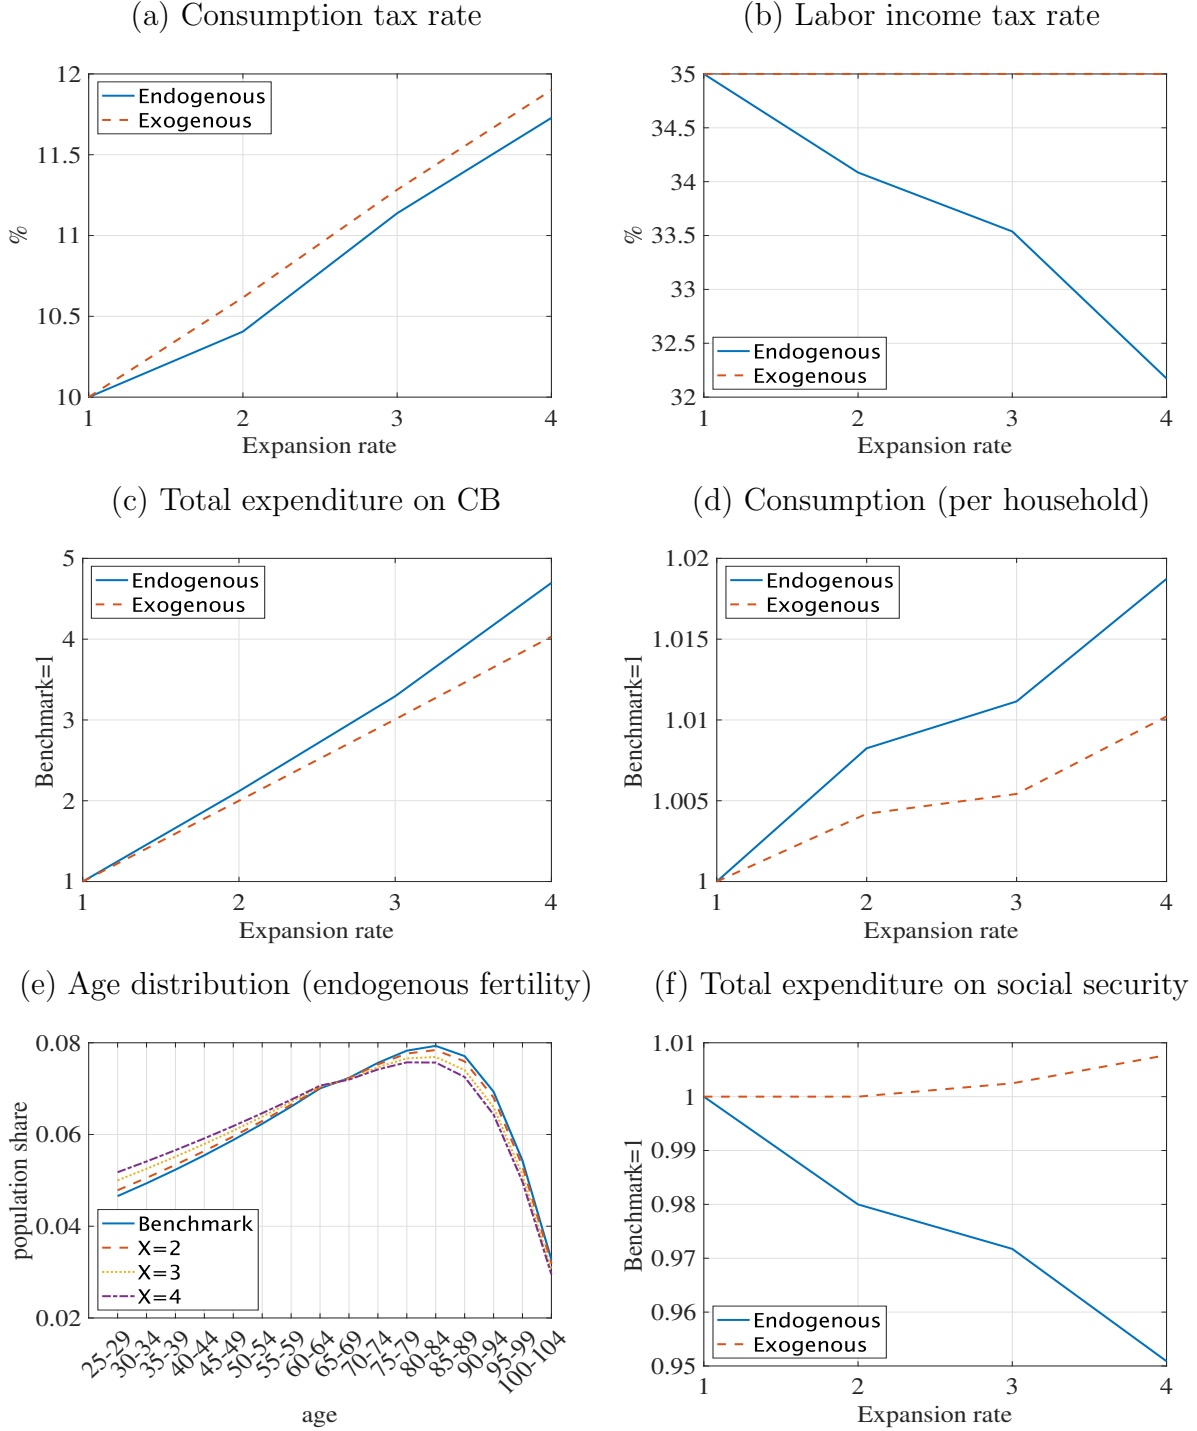 (a) Consumption tax rate
12
11.5
11
10.5
10
%
Endogenous
Exogenous
1 2 3 4
Expansion rate
(b) Labor income tax rate
35
34.5
34
33.5
33
32.5
32
%
Endogenous
Exogenous
1 2 3 4
Expansion rate
(c) Total expenditure on CB
5
4
3
2
1
Benchmark=1
Endogenous
Exogenous
1 2 3 4
Expansion rate
(d) Consumption (per household)
1.02
1.015
1.01
1.005
1
Benchmark=1
Endogenous
Exogenous
1 2 3 4
Expansion rate
(e) Age distribution (endogenous fertility)
0.08
0.06
0.04
0.02
population share
Benchmark
X=2
X=3
X=4
25-29 30-34 35-39 40-44 45-49 50-54 55-59 60-64 65-69 70-74 75-79 80-84 85-89 90-94 95-99 100-104
age
(f) Total expenditure on social security
1.01
1
0.99
0.98
0.97
0.96
0.95
Benchmark=1
Endogenous
Exogenous
1 2 3 4
Expansion rate